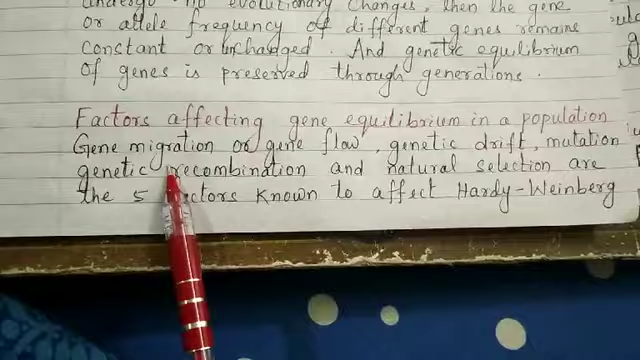 undergo no evolutionary changes, then the gene
or allele frequency of different genes remains
constant or unchanged. And genetic equilibrium
of genes is preserved through generations.
Factors affecting gene equilibrium in a population
Gene migration or gene flow, genetic drift, mutation
genetic recombination and natural selection are
the 5 factors known to affect Hardy-Weinberg